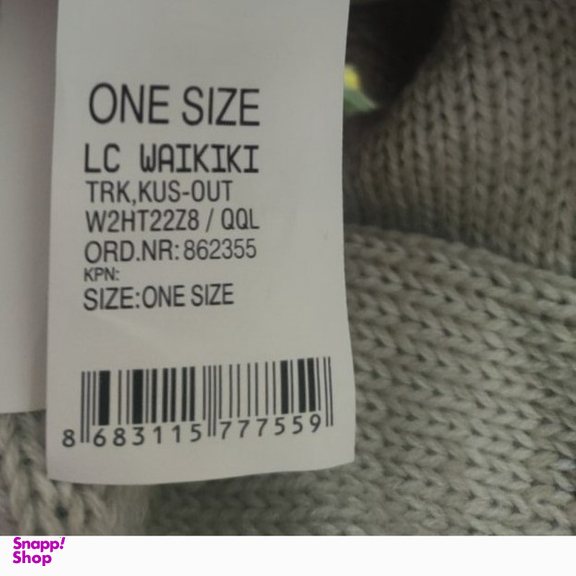 ONE SIZE
LC WAIKIKI
TRK,KUS-OUT
W2HT22Z8 / QQL
ORD.NR: 862355
KPN:
SIZE:ONE SIZE
8 683115 777559
Snapp!
Shop